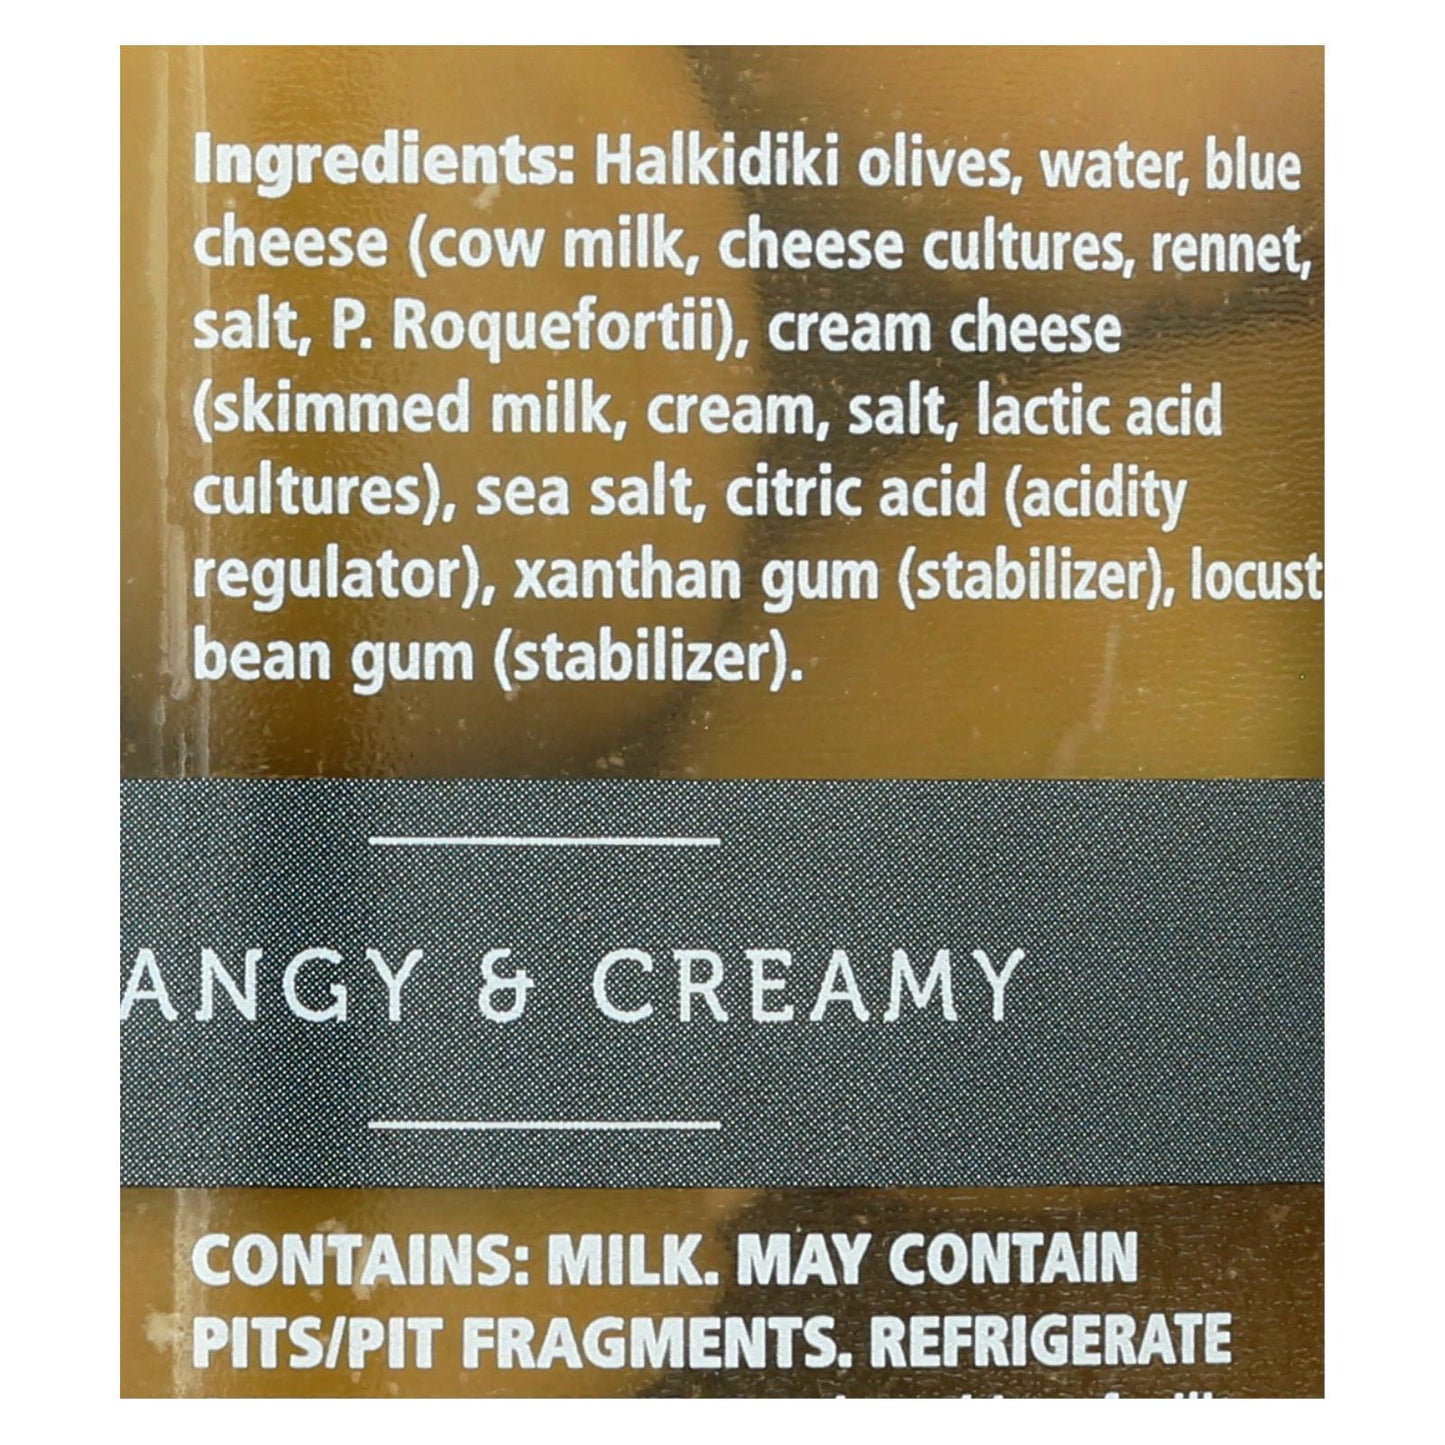 Ingredients: Halkidiki olives, water, blue
cheese (cow milk, cheese cultures, rennet,
salt, P. Roquefortii), cream cheese
(skimmed milk, cream, salt, lactic acid
cultures), sea salt, citric acid (acidity
regulator), xanthan gum (stabilizer), locust
bean gum (stabilizer).
ANGY & CREAMY
CONTAINS: MILK. MAY CONTAIN
PITS/PIT FRAGMENTS. REFRIGERATE